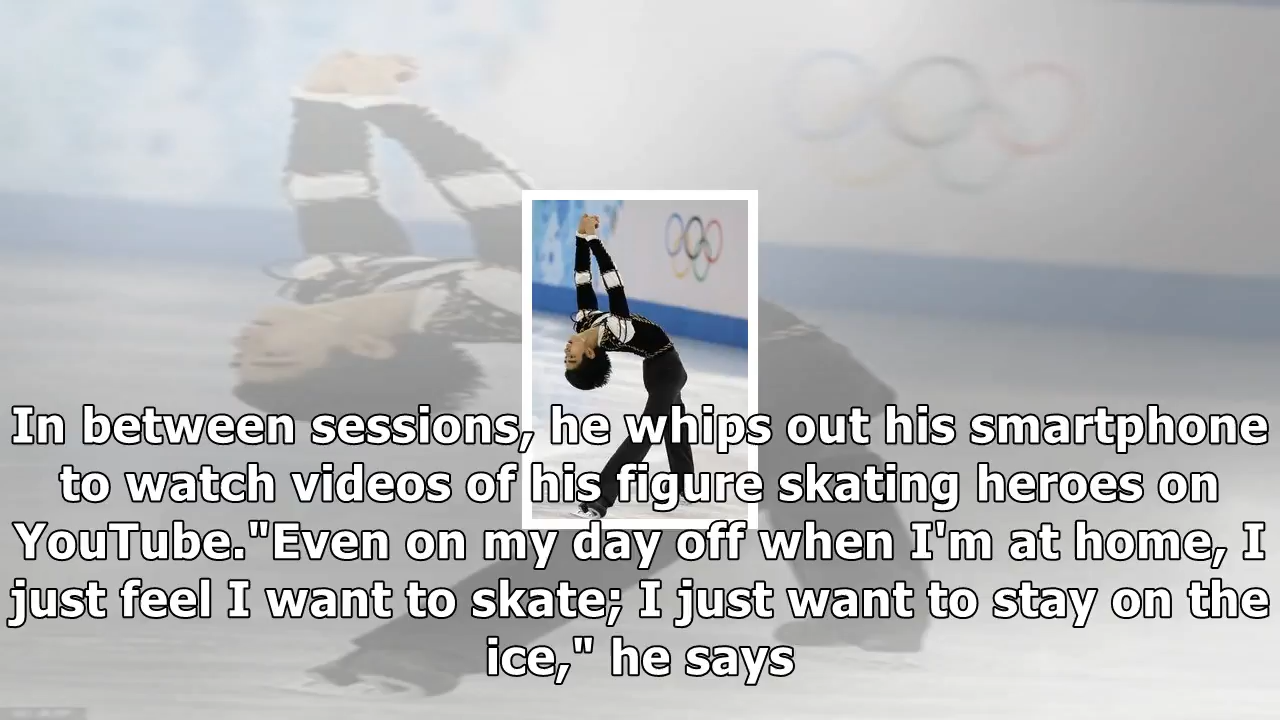 In between sessions, he whips out his smartphone
to watch videos of his figure skating heroes on
YouTube."Even on my day off when I'm at home, I
just feel I want to skate; I just want to stay on the
ice," he says